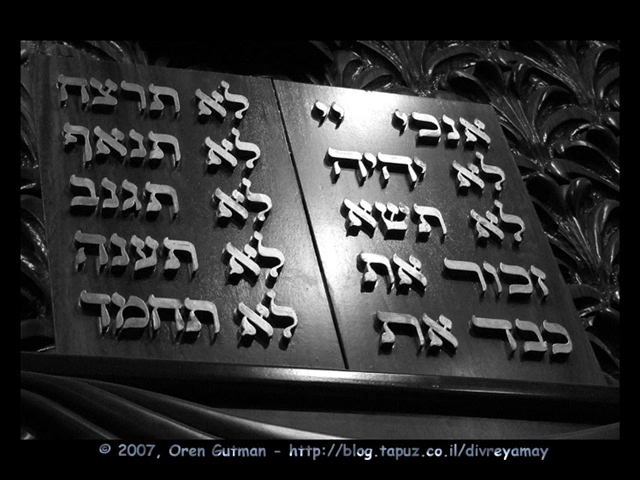 אנכי יי
לא יהיה
לא תשא
זכור את
כבד את
לא תרצח
לא תנאף
לא תגנב
לא תענה
לא תחמד
© 2007, Oren Gutman - http://blog.tapuz.co.il/divreyamay